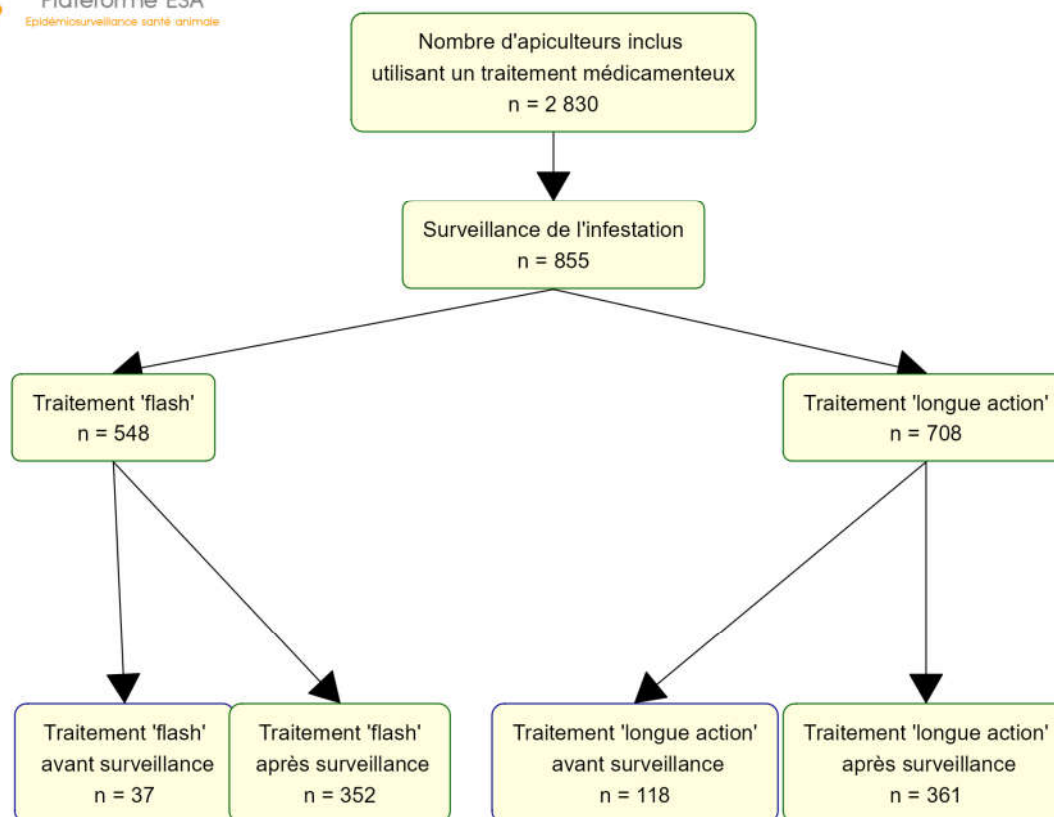 Plateforme ESA
Epidémiosurveillance santé animale
Nombre d'apiculteurs inclus
utilisant un traitement médicamenteux
n = 2 830
Surveillance de l'infestation
n = 855
Traitement 'flash'
n = 548
Traitement 'longue action'
n = 708
Traitement 'flash'
avant surveillance
n = 37
Traitement 'flash'
après surveillance
n = 352
Traitement 'longue action'
avant surveillance
n = 118
Traitement 'longue action'
après surveillance
n = 361